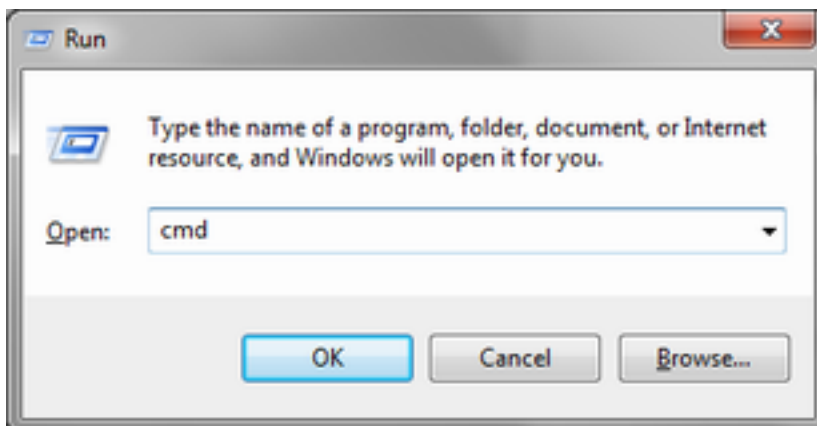 Run
Type the name of a program, folder, document, or Internet
resource, and Windows will open it for you.
Open: cmd
OK Cancel Browse...